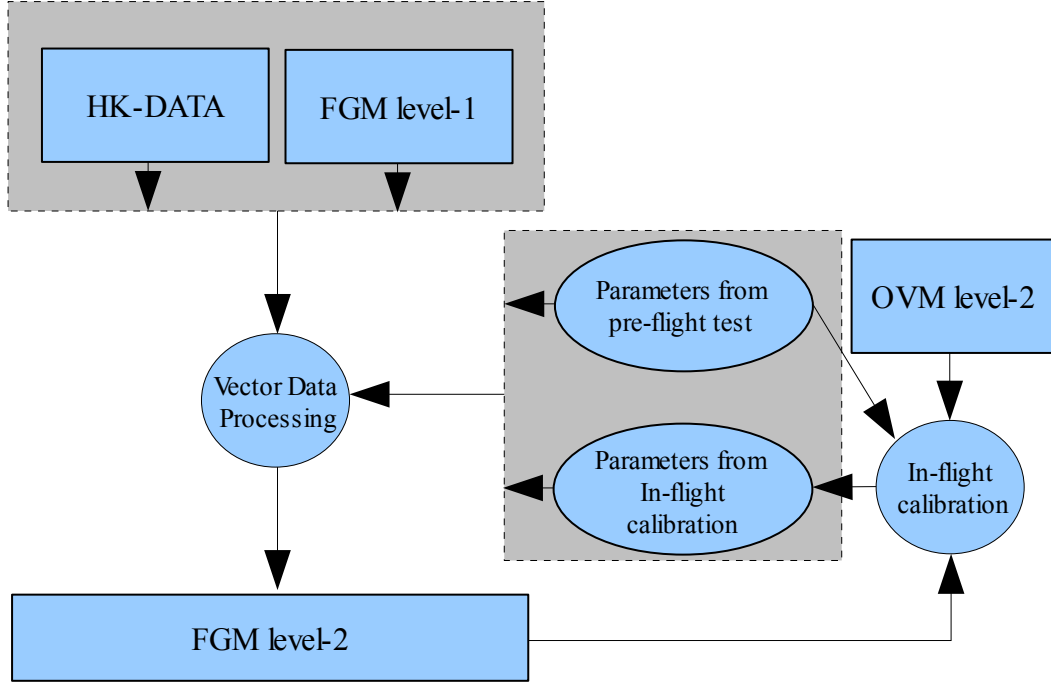 HK-DATA
FGM level-1
Parameters from
pre-flight test
OVM level-2
Vector Data
Processing
Parameters from
In-flight
calibration
In-flight
calibration
FGM level-2